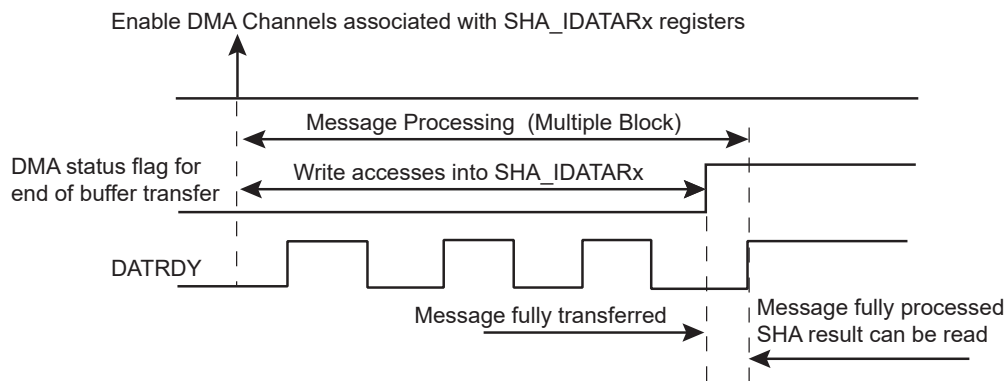 Enable DMA Channels associated with SHA_IDATARx registers
Message Processing (Multiple Block)
DMA status flag for
end of buffer transfer
Write accesses into SHA_IDATARx
DATRDY
Message fully transferred
Message fully processed
SHA result can be read